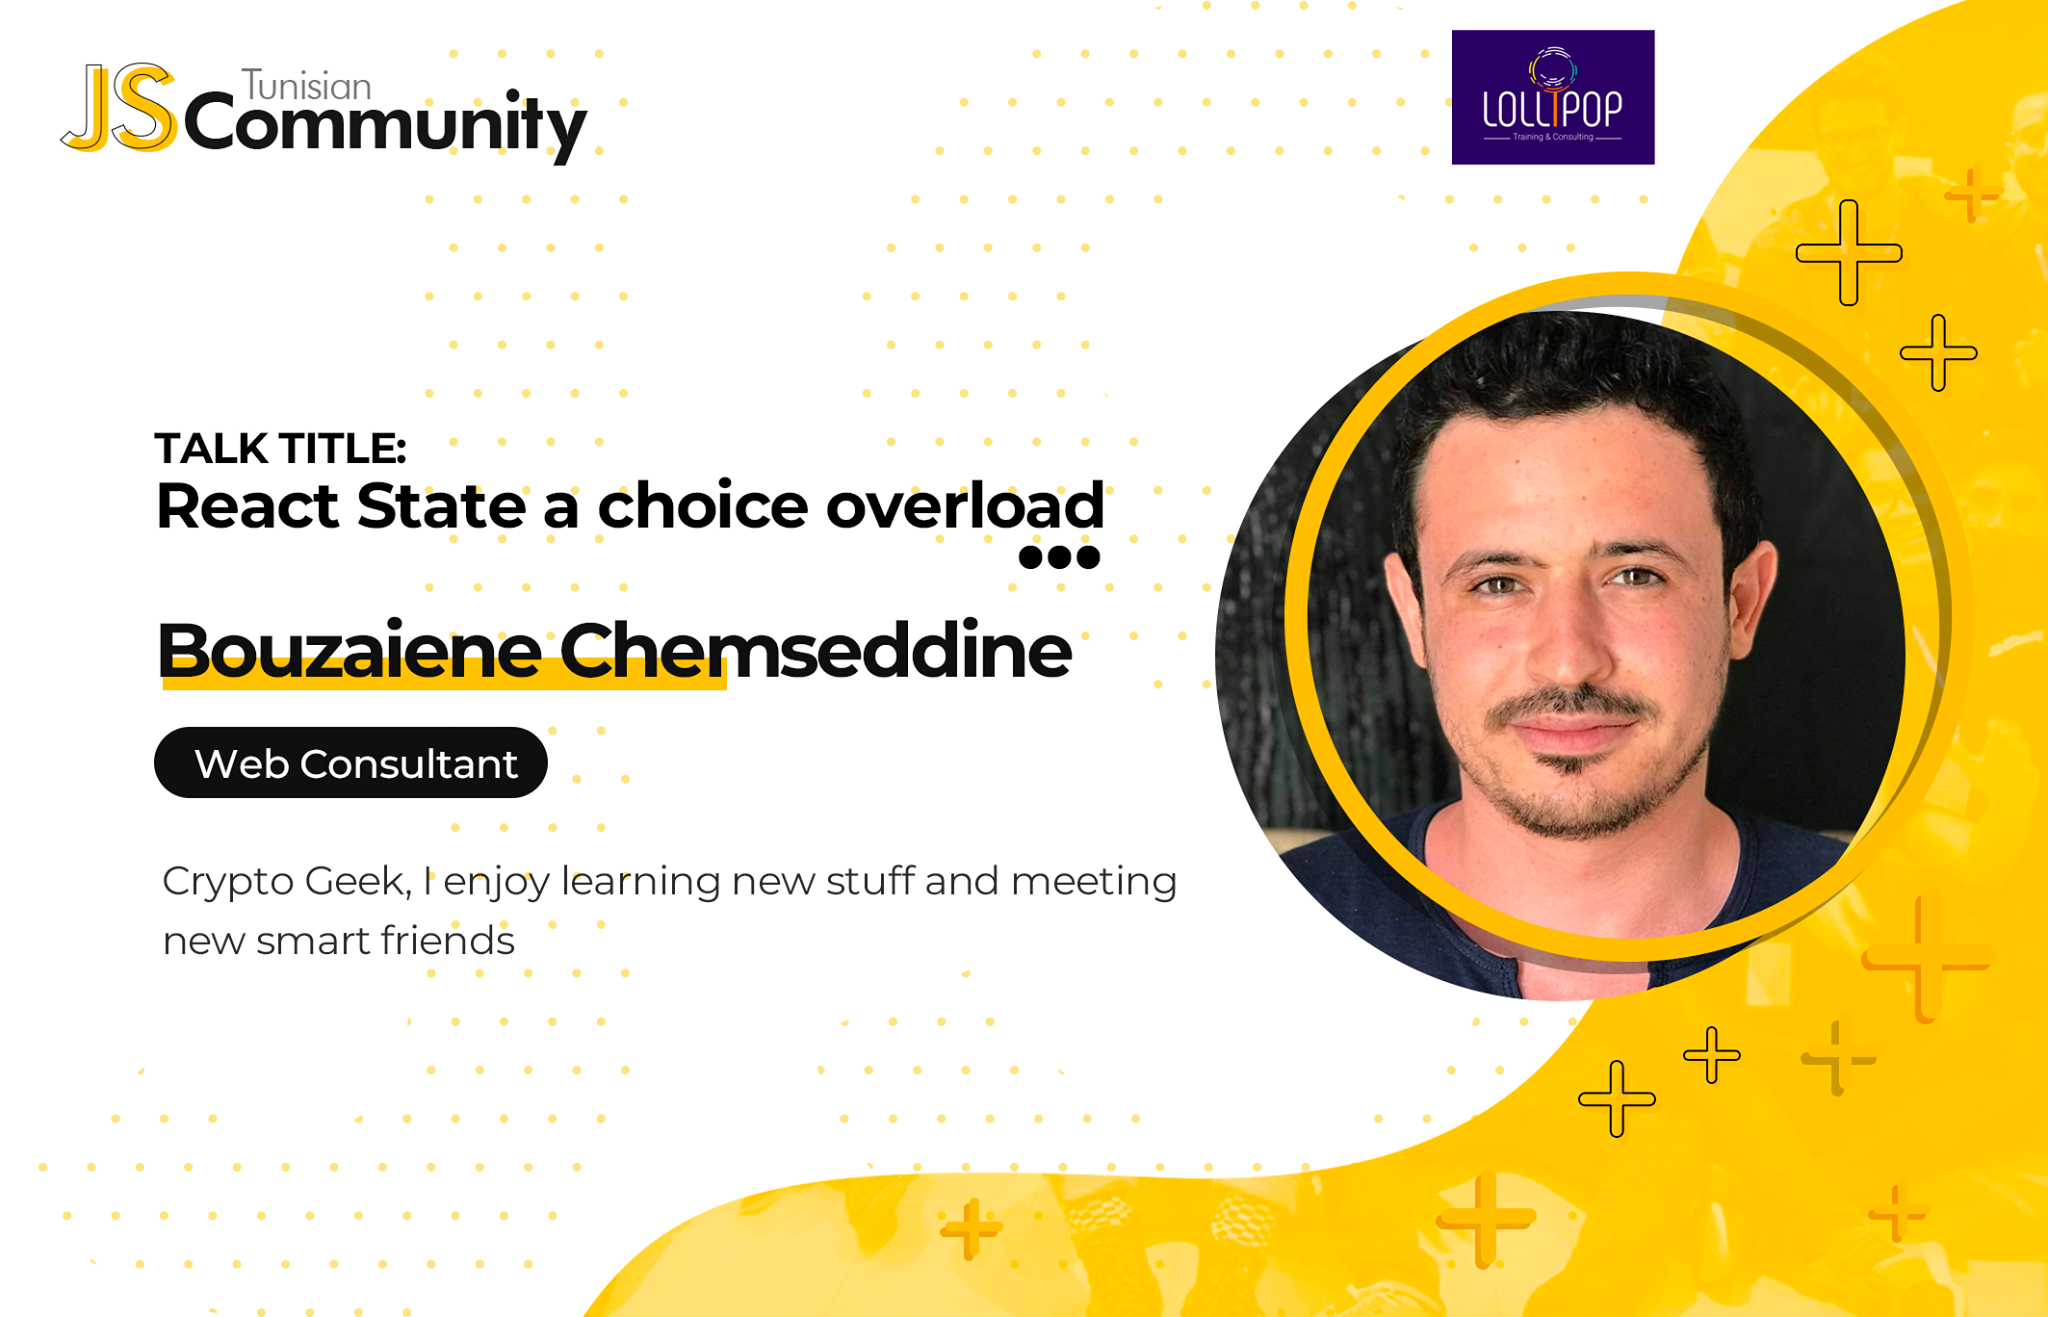 JS Tunisian
Community
LOLLIPOP
Training & Consulting
TALK TITLE:
React State a choice overload
Bouzaiene Chemseddine
Web Consultant
Crypto Geek, I enjoy learning new stuff and meeting
new smart friends